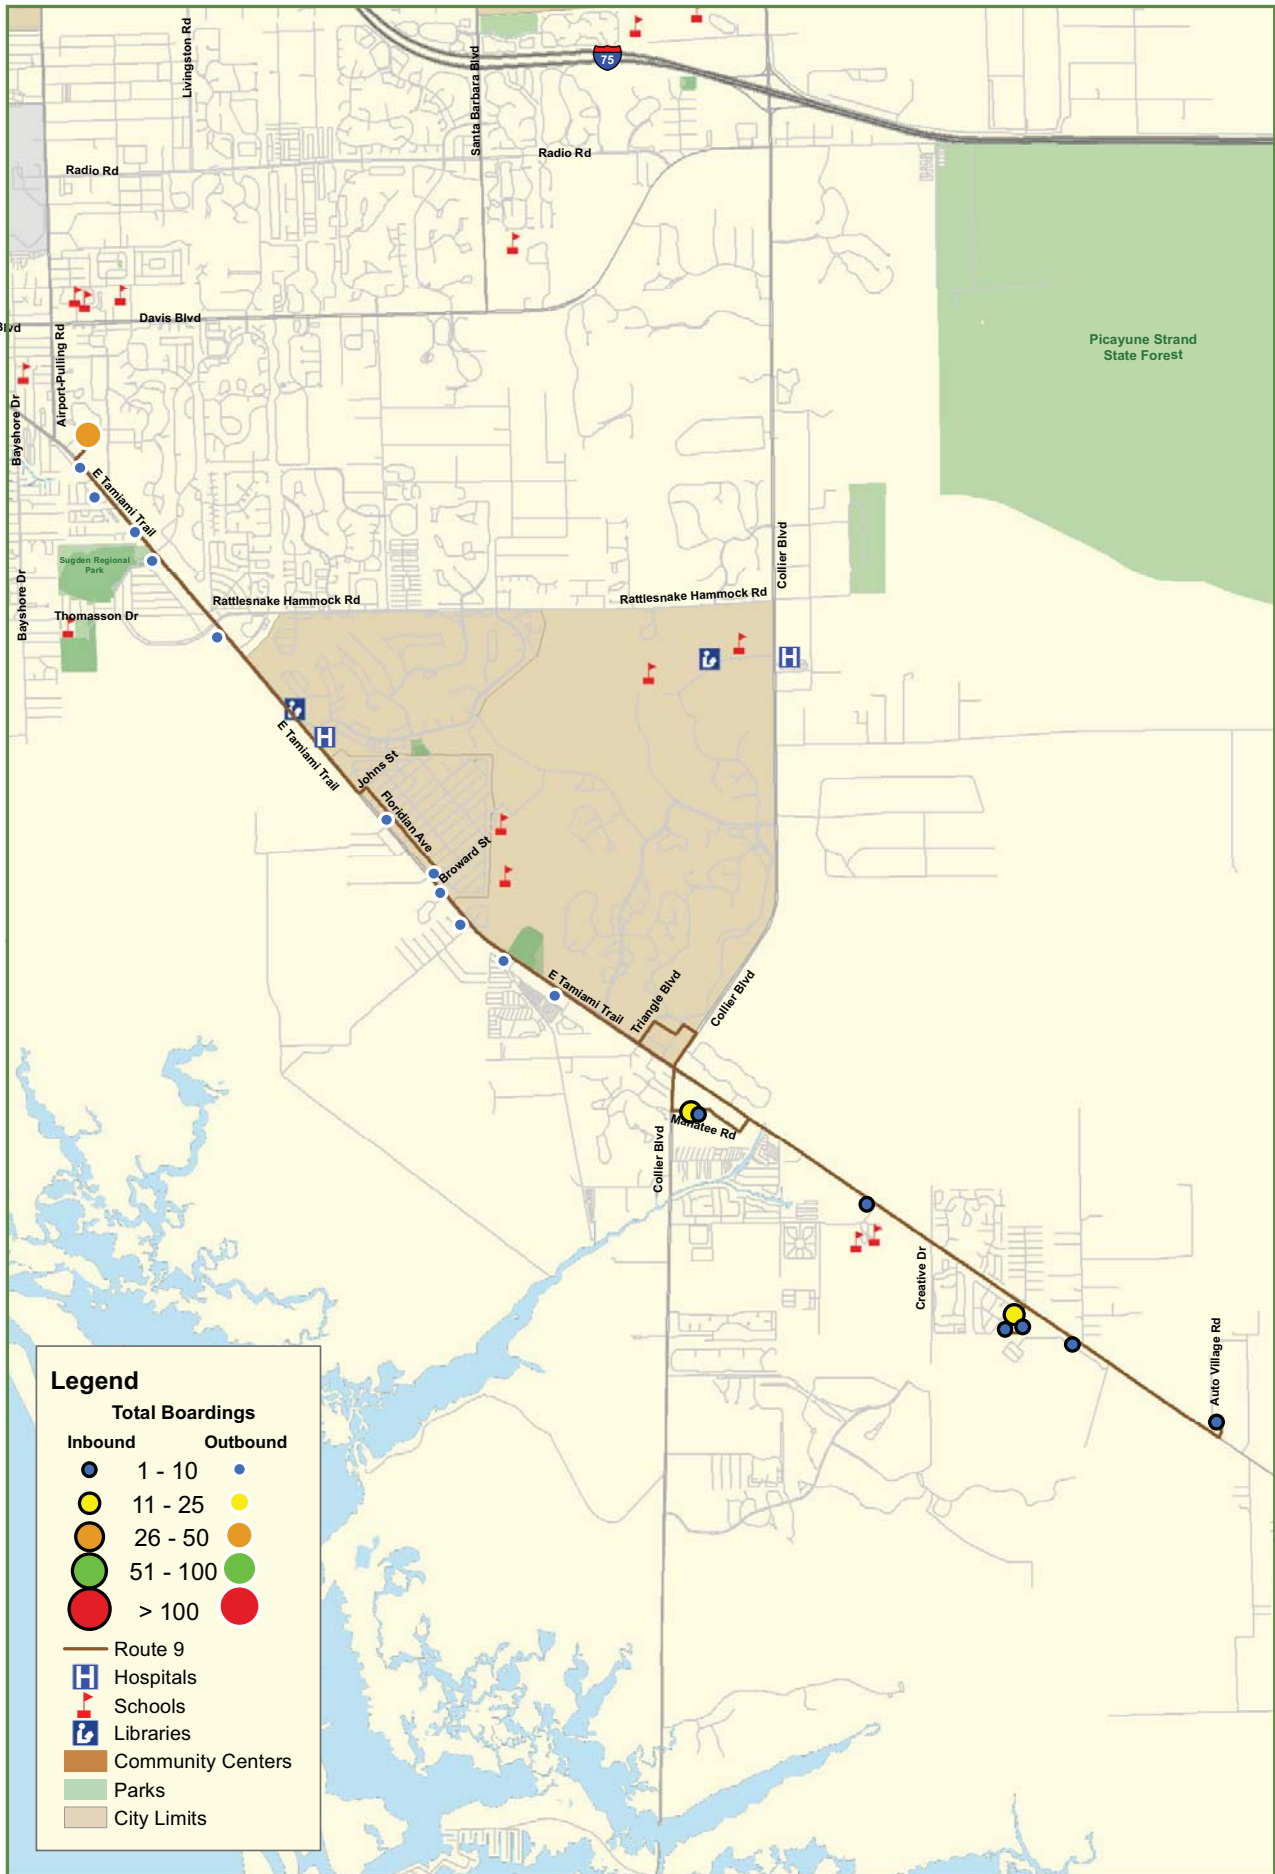 Livingston Rd
Santa Barbara Blvd
75
Radio Rd
Radio Rd
Davis Blvd
Blvd
Airport-Pulling Rd
Bayshore Dr
Picayune Strand
State Forest
E Tamiami Trail
Sugden Regional
Park
Collier Blvd
Bayshore Dr
Rattlesnake Hammock Rd
Rattlesnake Hammock Rd
Thomasson Dr
H
H
E Tamiami Trail
Johns St
Floridian Ave
Broward St
E Tamiami Trail
Triangle Blvd
Collier Blvd
Manatee Rd
Collier Blvd
Creative Dr
Auto Village Rd
Legend
Total Boardings
Inbound Outbound
1 - 10
11 - 25
26 - 50
51 - 100
> 100
Route 9
H Hospitals
Schools
Libraries
Community Centers
Parks
City Limits